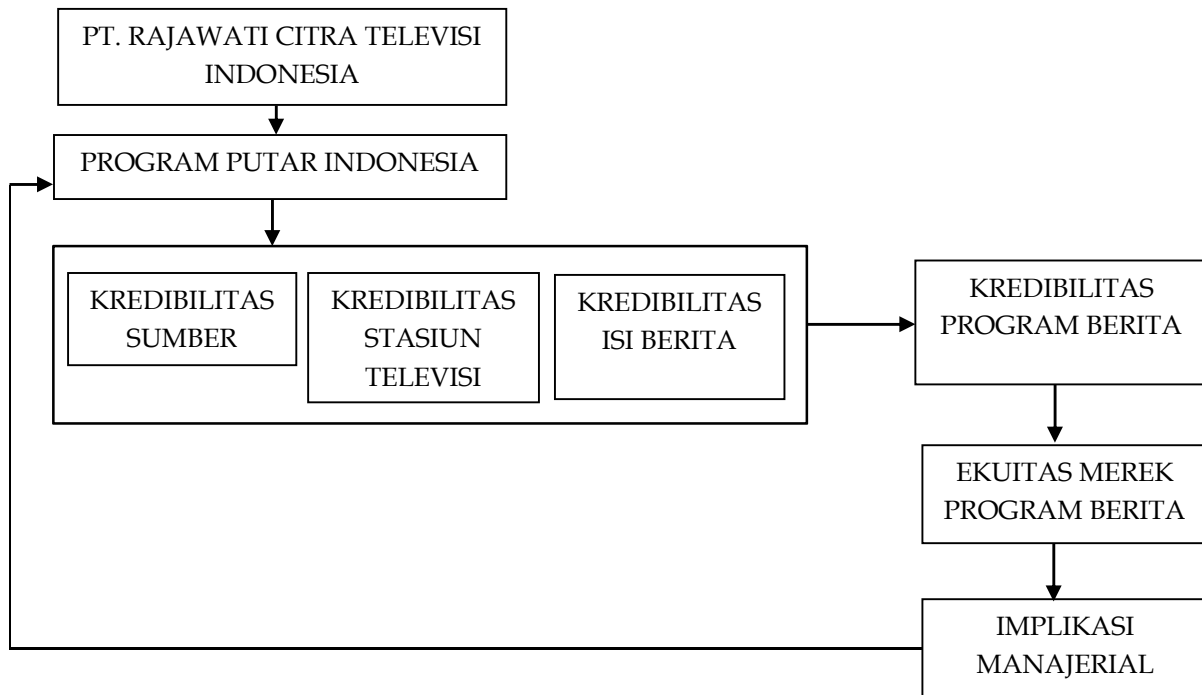 PT. RAJAWATI CITRA TELEVISI
INDONESIA
PROGRAM PUTAR INDONESIA
KREDIBILITAS
SUMBER
KREDIBILITAS
STASIUN
TELEVISI
KREDIBILITAS
ISI BERITA
KREDIBILITAS
PROGRAM BERITA
EKUITAS MEREK
PROGRAM BERITA
IMPLIKASI
MANAJERIAL